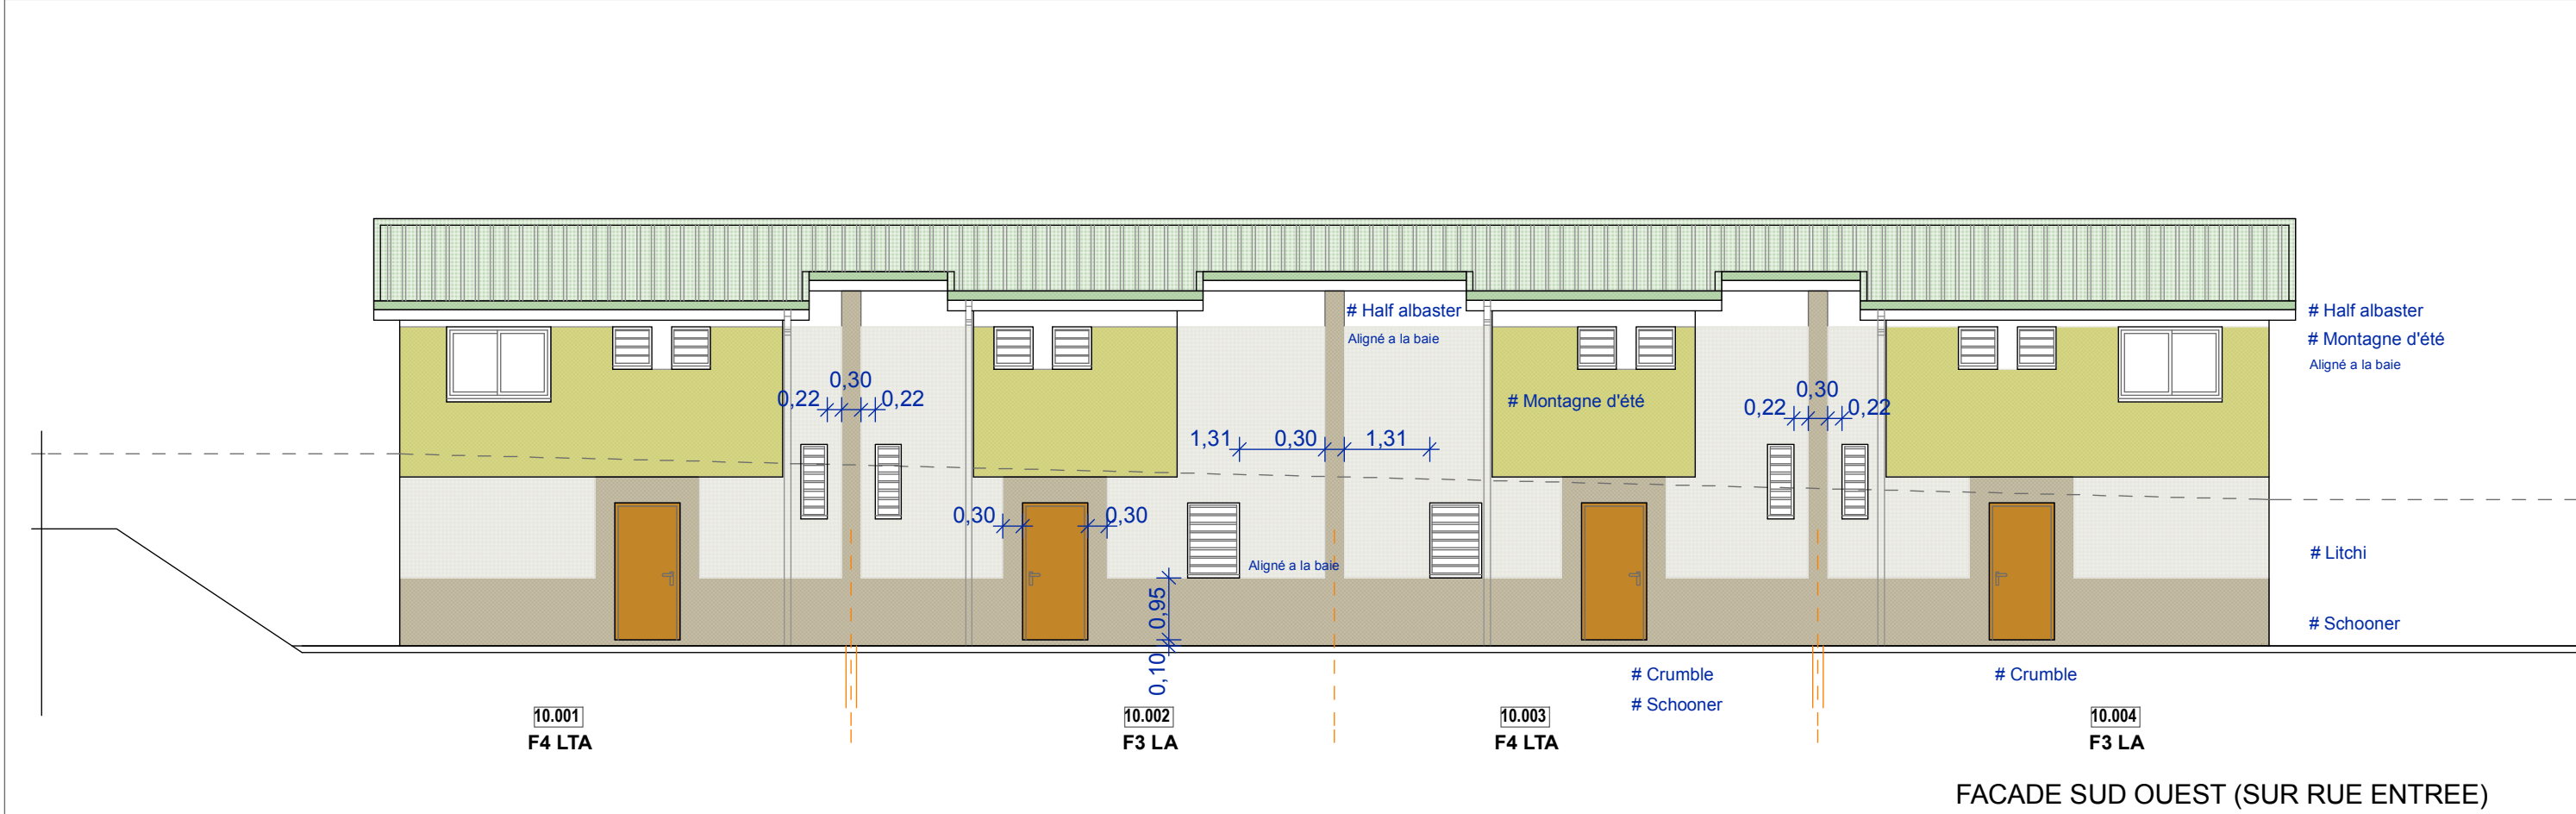 # Half albaster
# Half albaster
Aligné a la baie
# Montagne d'été
Aligné a la baie
0,30
0,22
0,22
# Montagne d'été
0,30
0,22
0,22
1,31
0,30
1,31
0,30
0,30
# Litchi
Aligné a la baie
0,95
# Schooner
0,10
# Crumble
# Crumble
# Schooner
10.001
10.002
10.003
10.004
F4 LTA
F3 LA
F4 LTA
F3 LA
FACADE SUD OUEST (SUR RUE ENTREE)